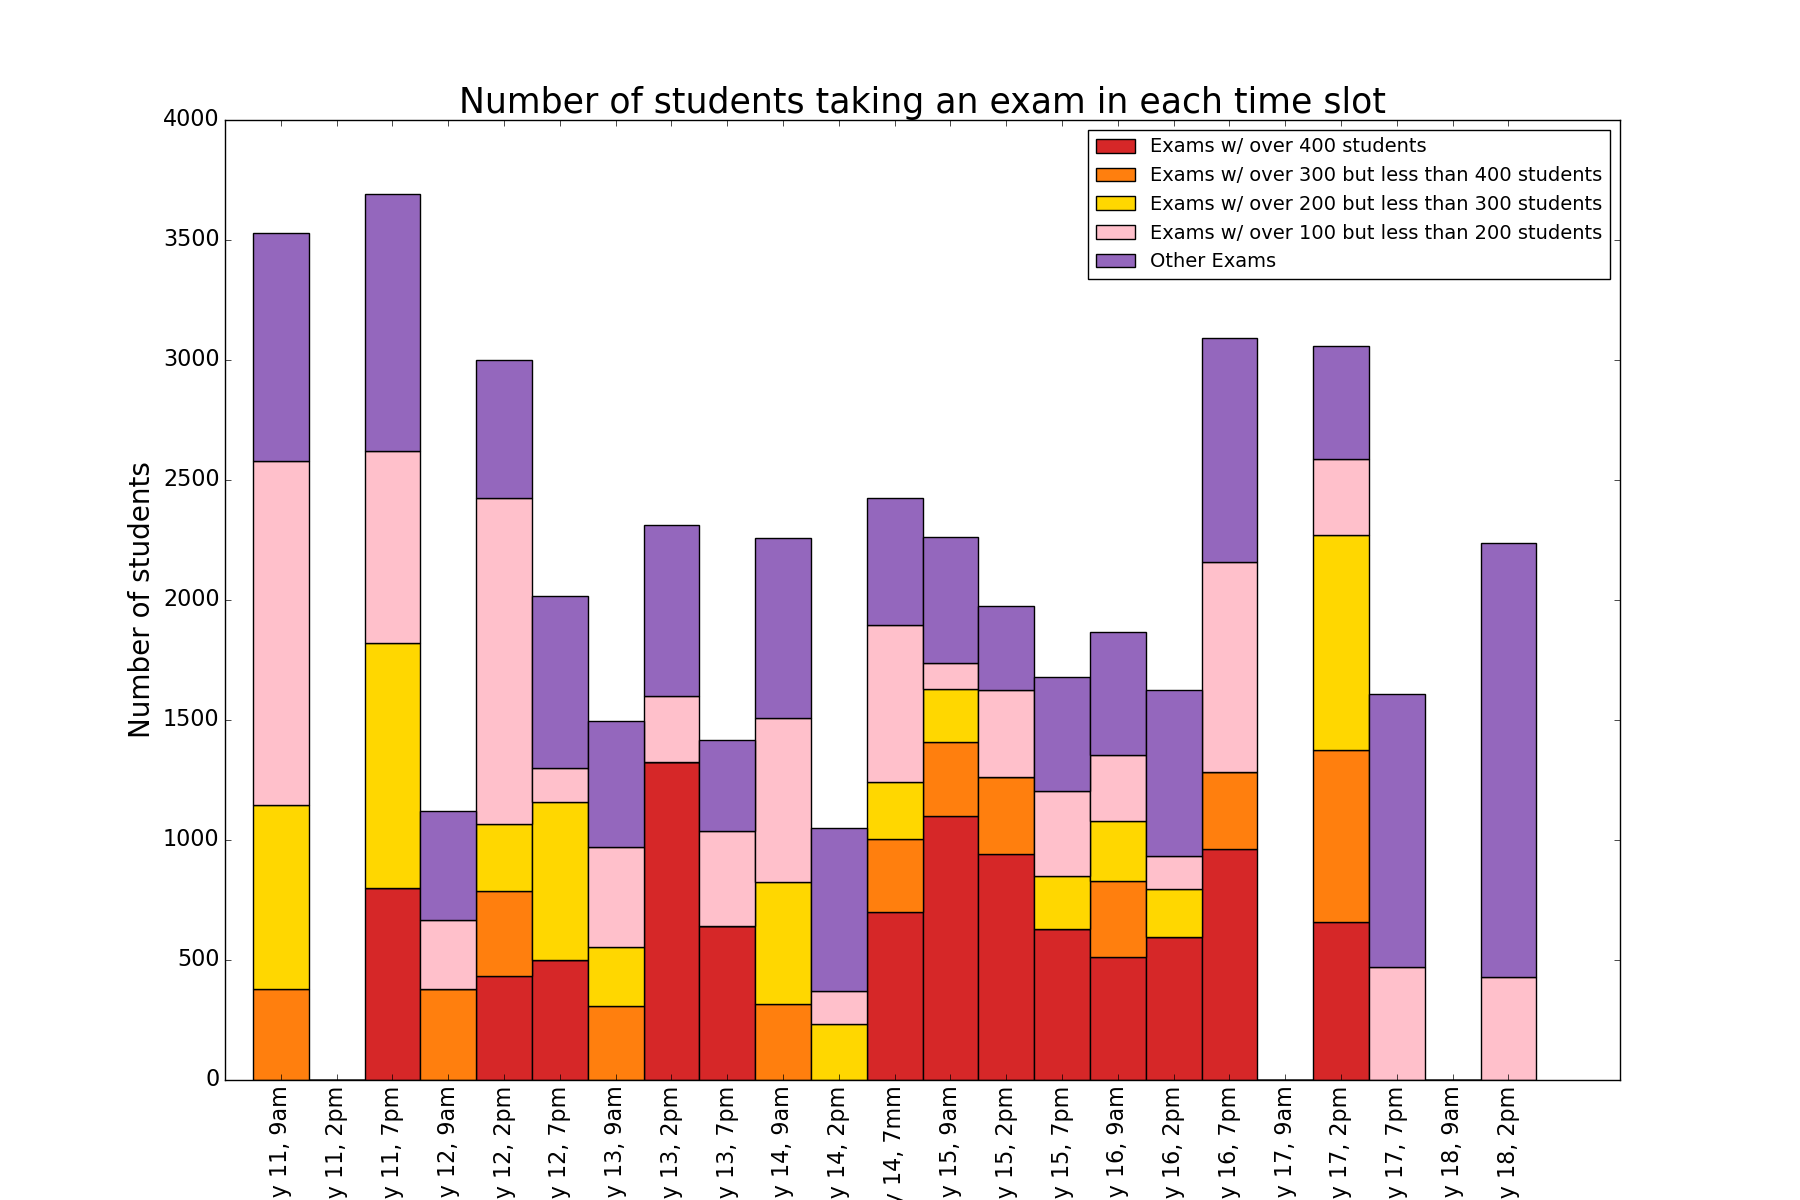 Number of students taking an exam in each time slot
4000
3500
3000
2500
2000
1500
1000
500
0
Number of students
Exams w/ over 400 students
Exams w/ over 300 but less than 400 students
Exams w/ over 200 but less than 300 students
Exams w/ over 100 but less than 200 students
Other Exams
y 11, 9am
y 11, 2pm
y 11, 7pm
y 12, 9am
y 12, 2pm
y 12, 7pm
y 13, 9am
y 13, 2pm
y 13, 7pm
y 14, 9am
y 14, 2pm
y 14, 7mm
y 15, 9am
y 15, 2pm
y 15, 7pm
y 16, 9am
y 16, 2pm
y 16, 7pm
y 17, 9am
y 17, 2pm
y 17, 7pm
y 18, 9am
y 18, 2pm